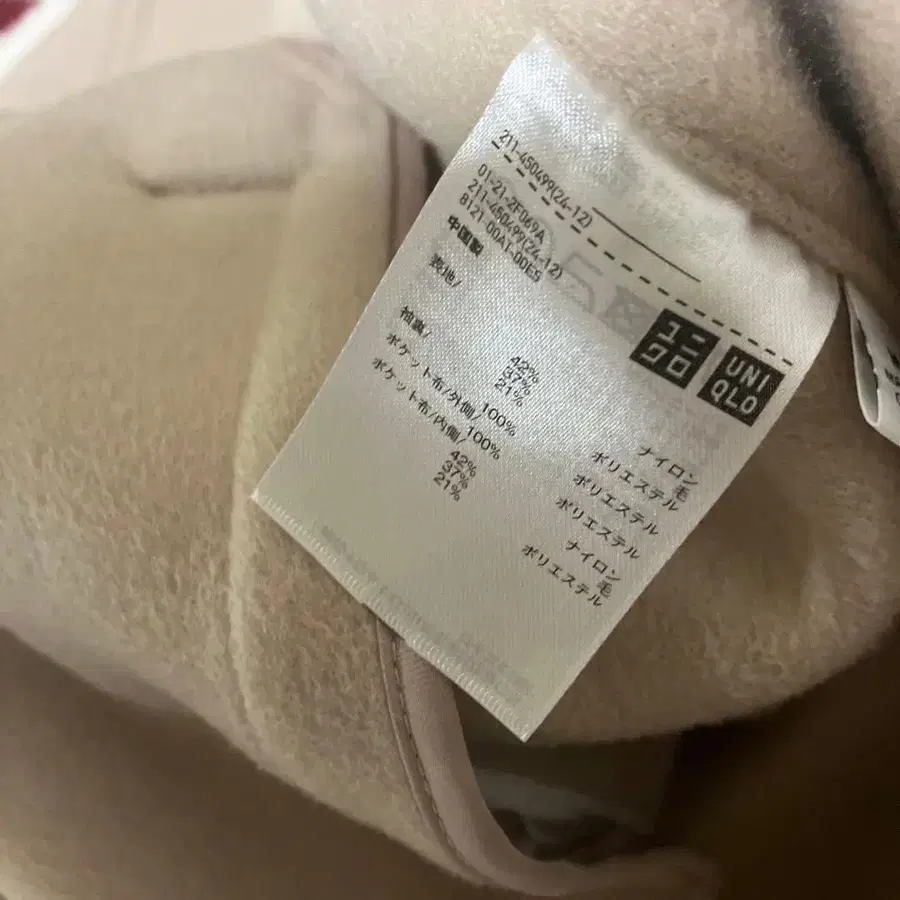 211-450499(24-12)
01-21-2F069A
211-450499(24-12)
8121-00A1-00E9
中国製
ユニクロ
UNIQLO
表地/
42% ナイロン
37% 毛
21% ポリエステル
袖裏/ 100% ポリエステル
ポケット布/外側/ 100% ポリエステル
ポケット布/内側/ 42% ナイロン
37% 毛
21% ポリエステル